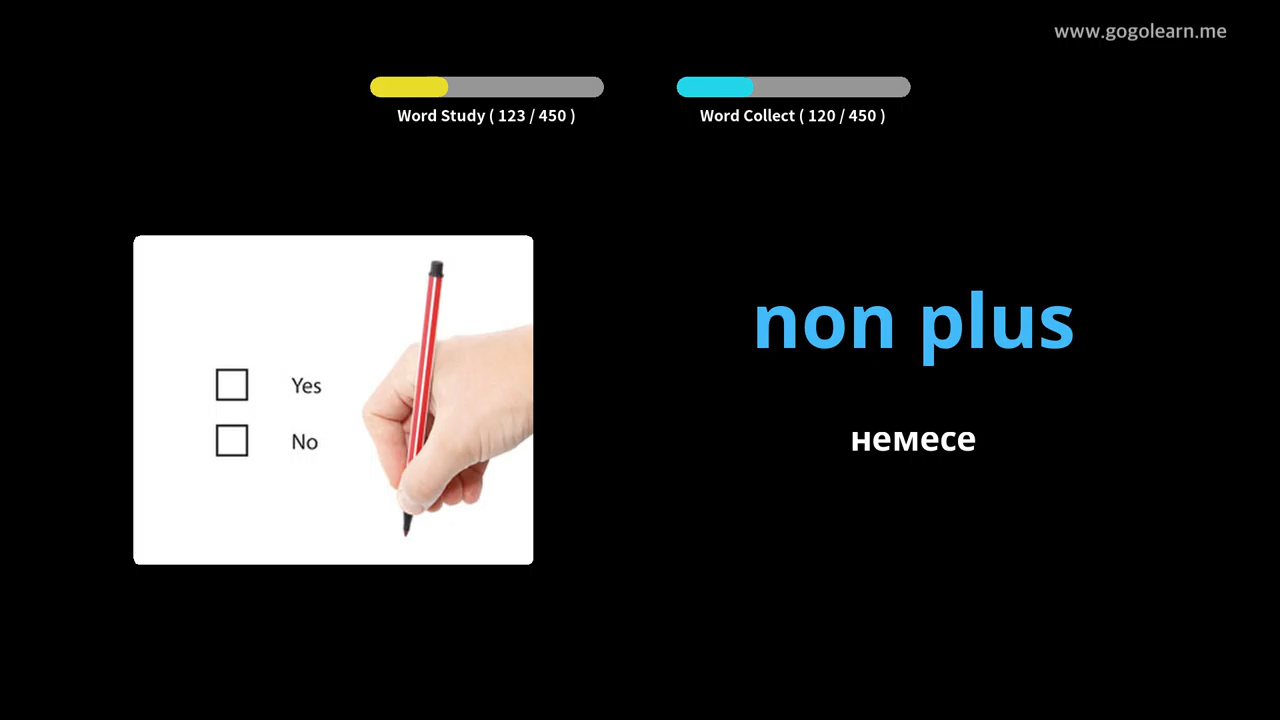 www.gogolearn.me
Word Study ( 123 / 450 )
Word Collect ( 120 / 450 )
non plus
немесе
Yes
No